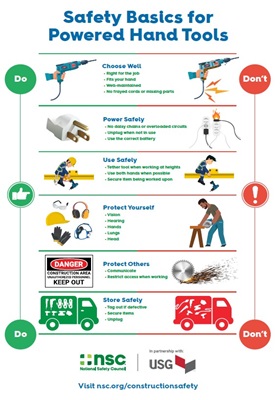 Safety Basics for
Powered Hand Tools
Do
Don't
Choose Well
- Right for the job
- Fits your hand
- Well-maintained
- No frayed cords or missing parts
Power Safely
- No daisy chains or overloaded circuits
- Unplug when not in use
- Use the correct battery
Use Safely
- Tether tool when working at heights
- Use both hands when possible
- Secure item being worked upon
Protect Yourself
- Vision
- Hearing
- Hands
- Lungs
- Head
DANGER
CONSTRUCTION AREA
UNAUTHORIZED PERSONNEL
KEEP OUT
Protect Others
- Communicate
- Restrict access when working
Store Safely
- Tag out if defective
- Secure items
- Unplug
Do
Don't
nsc
National Safety Council
In partnership with:
USG
Visit nsc.org/constructionsafety